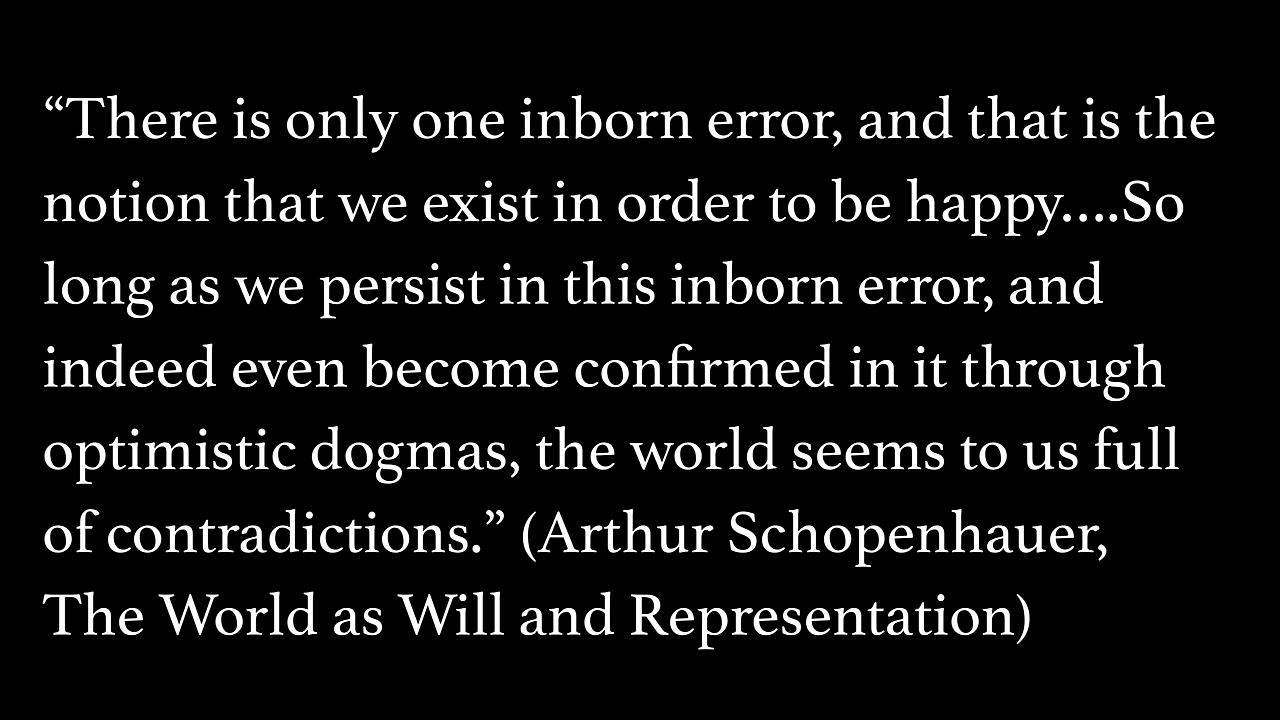 “There is only one inborn error, and that is the
notion that we exist in order to be happy....So
long as we persist in this inborn error, and
indeed even become confirmed in it through
optimistic dogmas, the world seems to us full
of contradictions.” (Arthur Schopenhauer,
The World as Will and Representation)